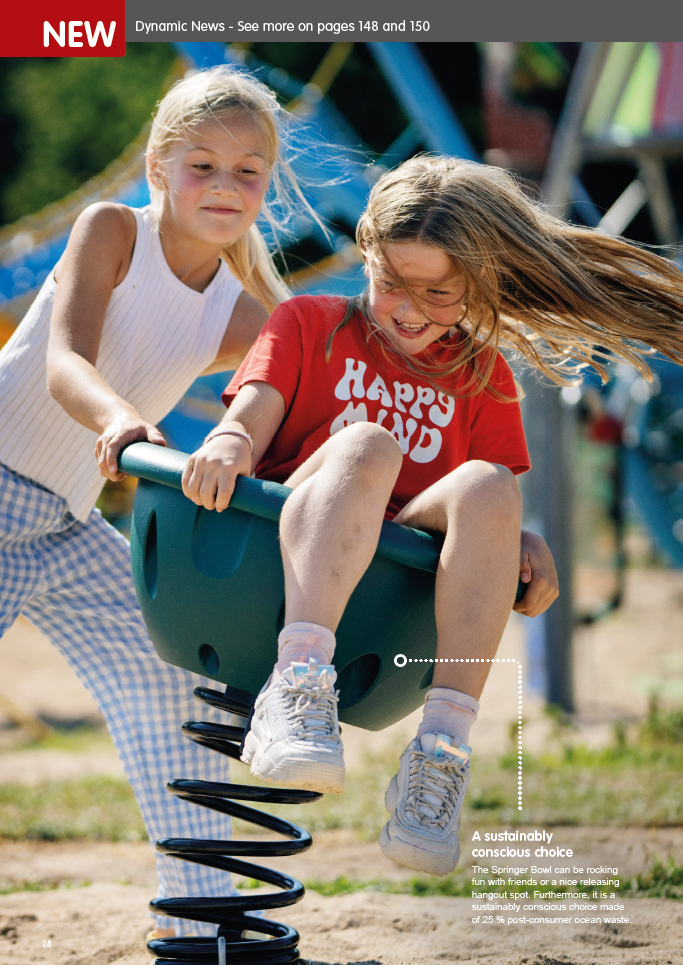 NEW
Dynamic News - See more on pages 148 and 150
HAPPY
MIND
A sustainably
conscious choice
The Springer Bowl can be rocking
fun with friends or a nice releasing
hangout spot. Furthermore, it is a
sustainably conscious choice made
of 25 % post-consumer ocean waste.
28